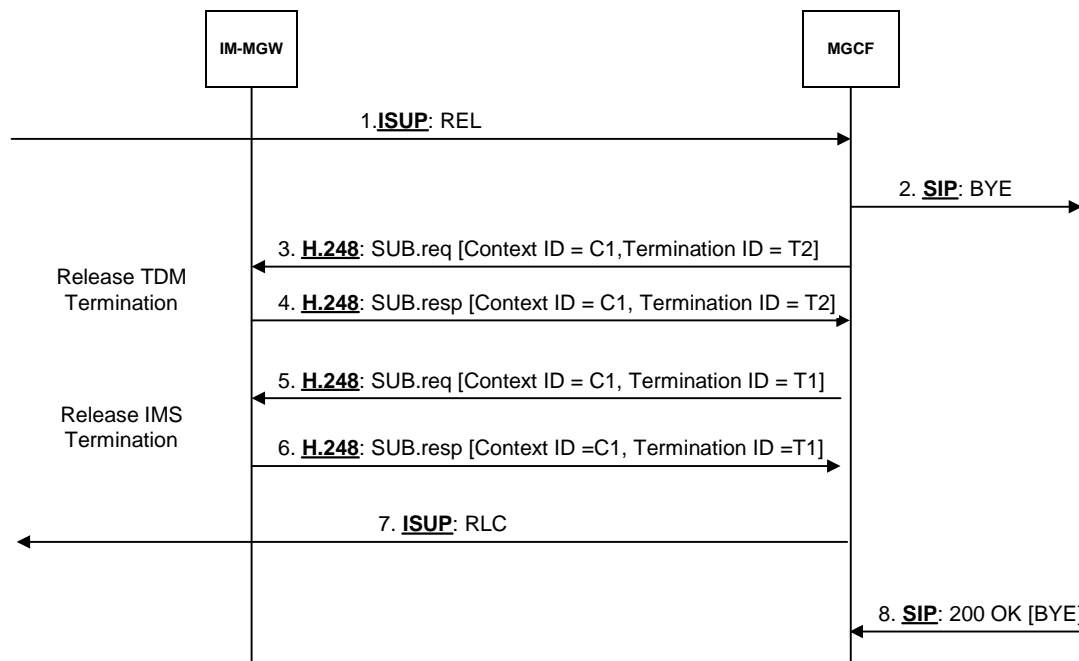 IM-MGW
MGCF
1.ISUP: REL
2. SIP: BYE
3. H.248: SUB.req [Context ID = C1,Termination ID = T2]
Release TDM
Termination
4. H.248: SUB.resp [Context ID = C1, Termination ID = T2]
5. H.248: SUB.req [Context ID = C1, Termination ID = T1]
Release IMS
Termination
6. H.248: SUB.resp [Context ID =C1, Termination ID =T1]
7. ISUP: RLC
8. SIP: 200 OK [BYE]